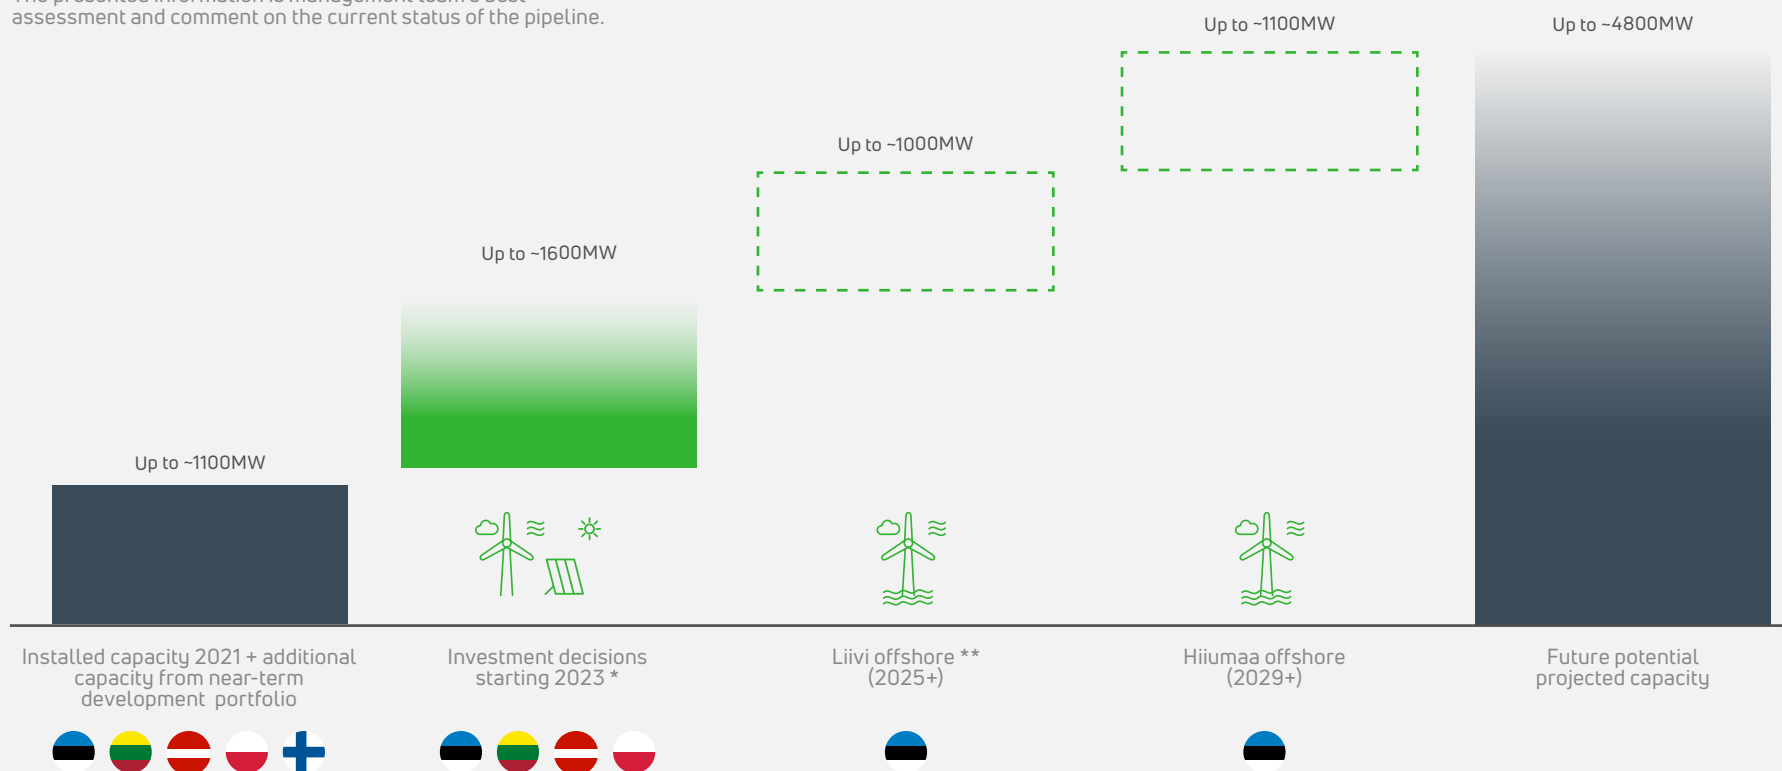 assessment and comment on the current status of the pipeline.
Up to ~1100MW
Up to ~4800MW
Up to ~1000MW
Up to ~1600MW
Up to ~1100MW
Installed capacity 2021 + additional
capacity from near-term
development portfolio
Investment decisions
starting 2023 *
Liivi offshore **
(2025+)
Hiiumaa offshore
(2029+)
Future potential
projected capacity